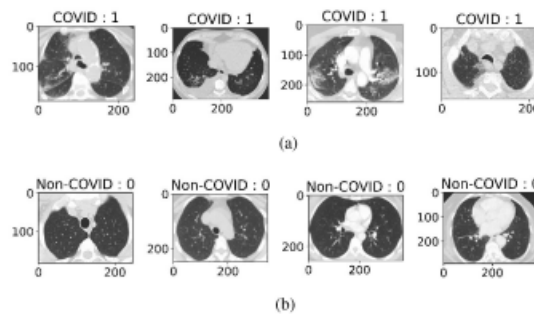 COVID : 1 COVID : 1 COVID : 1 COVID : 1
0 0 0 0
100 100 100 100
200 200
0 200 0 200 0 200 0 200
(a)
Non-COVID : 0 Non-COVID : 0 Non-COVID : 0 Non-COVID : 0
0 0 0 0
100 100 100 100
200 200 200
0 200 0 200 0 200 0 200
(b)